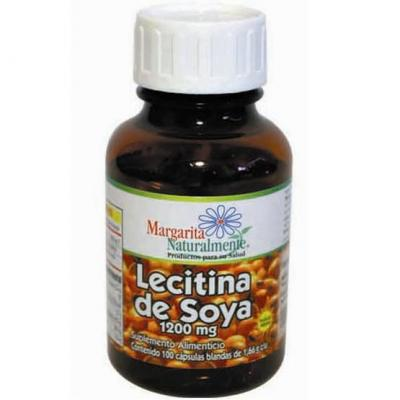 Margarita
Naturalmente®
Productos para su Salud
Lecitina
de Soya
1200 mg
Suplemento Alimenticio
Contenido 100 cápsulas blandas de 1,66 g c/u